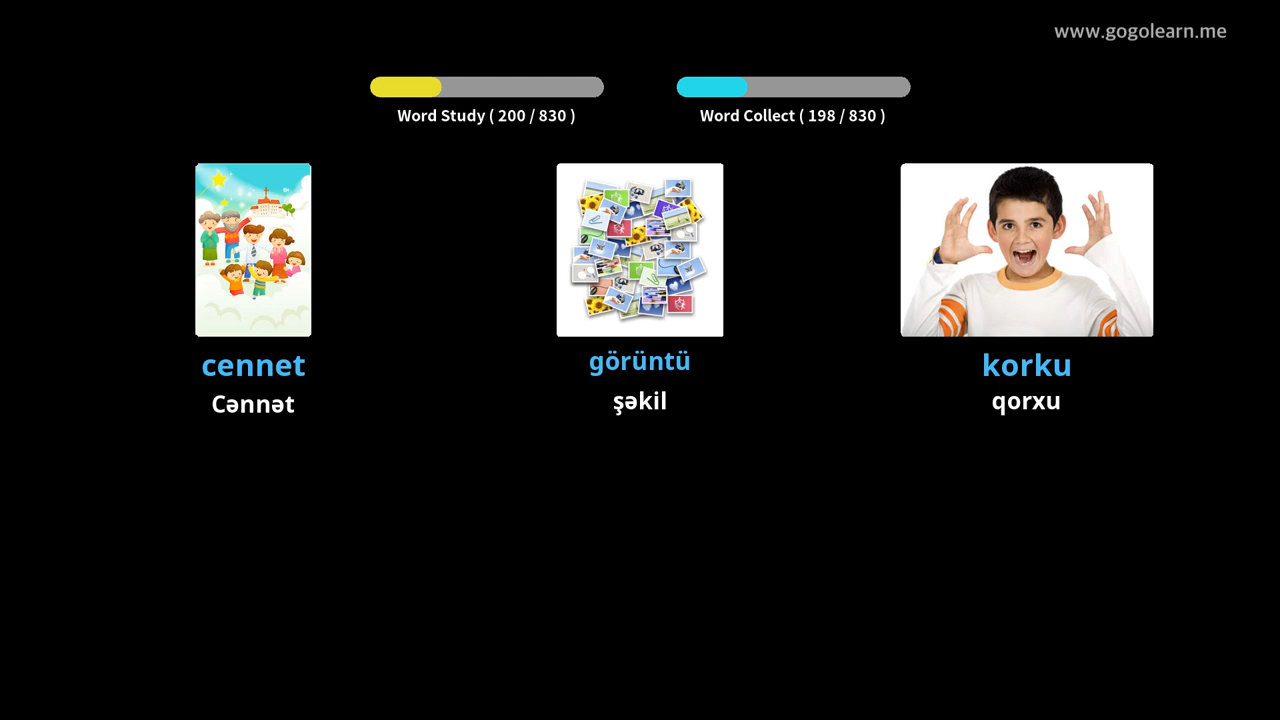 www.gogolearn.me
Word Study ( 200 / 830 )
Word Collect ( 198 / 830 )
cennet
Cənnət
görüntü
şəkil
korku
qorxu